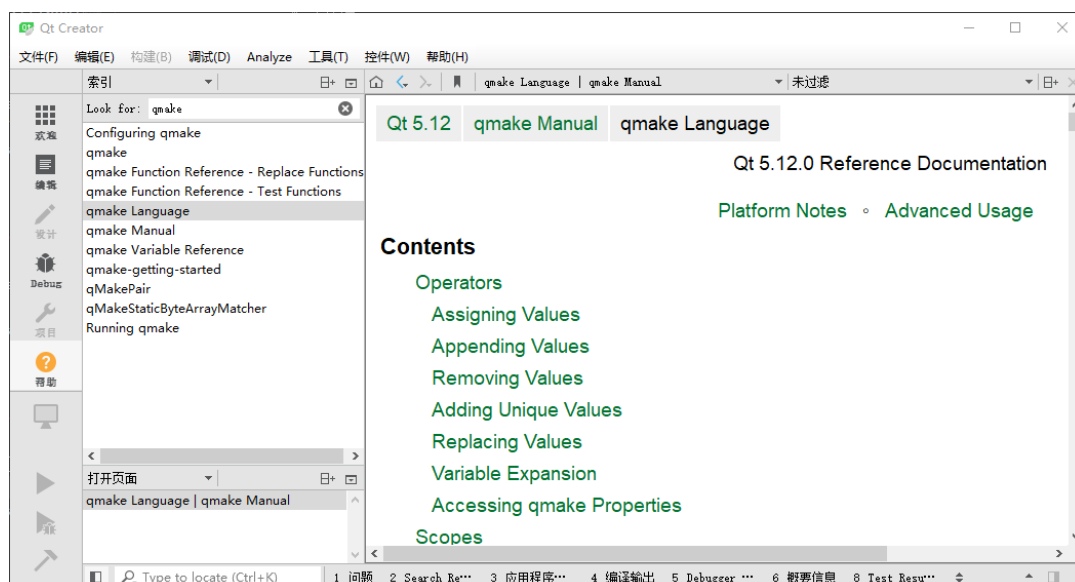 Qt Creator
文件(F) 编辑(E) 构建(B) 调试(D) Analyze 工具(T) 控件(W) 帮助(H)
索引
qmake Language | qmake Manual
未过滤
欢迎
编辑
设计
Debug
项目
帮助
Look for: qmake
Configuring qmake
qmake
qmake Function Reference - Replace Functions
qmake Function Reference - Test Functions
qmake Language
qmake Manual
qmake Variable Reference
qmake-getting-started
qMakePair
qMakeStaticByteArrayMatcher
Running qmake
打开页面
qmake Language | qmake Manual
Qt 5.12 qmake Manual qmake Language
Qt 5.12.0 Reference Documentation
Platform Notes ◦ Advanced Usage
Contents
Operators
Assigning Values
Appending Values
Removing Values
Adding Unique Values
Replacing Values
Variable Expansion
Accessing qmake Properties
Scopes
Type to locate (Ctrl+K)
1 问题 2 Search Re… 3 应用程序… 4 编译输出 5 Debugger … 6 概要信息 8 Test Resu…